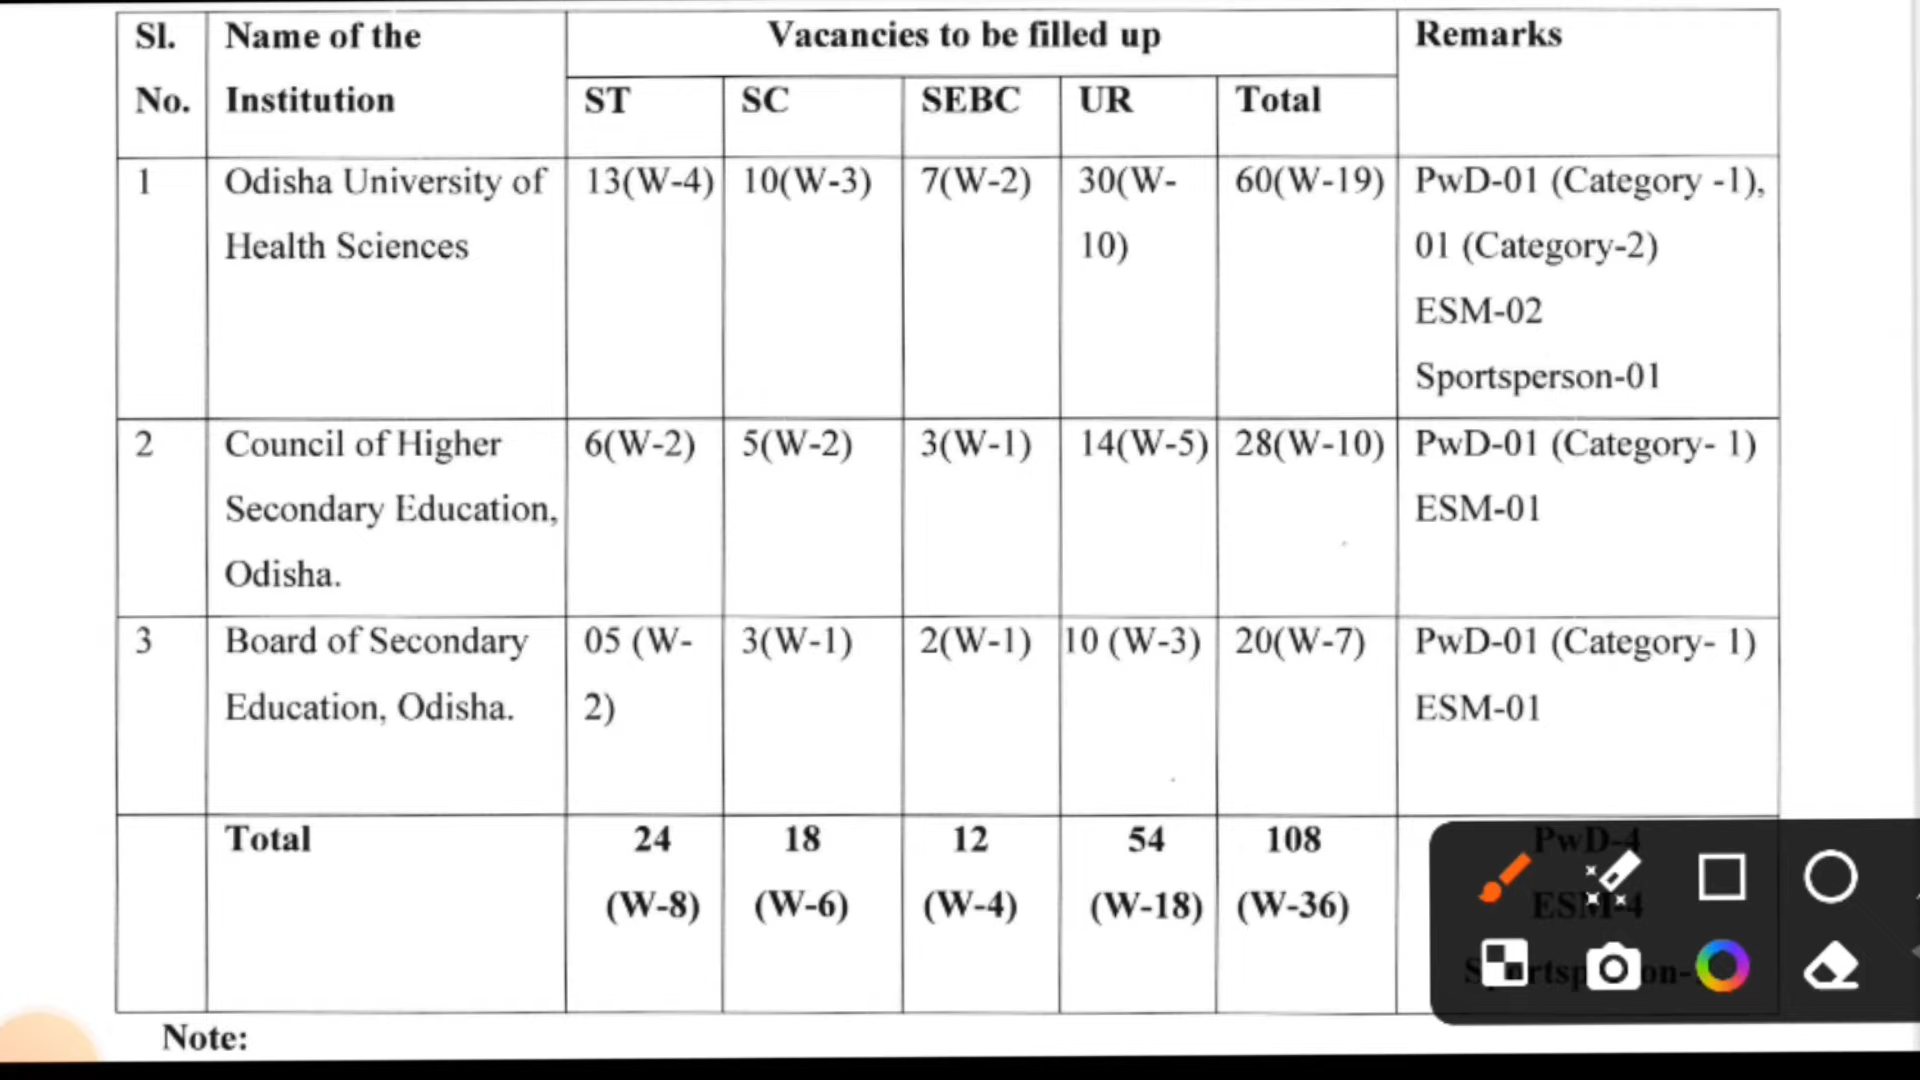 Sl. No.
Name of the Institution
Vacancies to be filled up
Remarks
ST SC SEBC UR Total
1
Odisha University of Health Sciences
13(W-4) 10(W-3) 7(W-2) 30(W-10) 60(W-19)
PwD-01 (Category -1),
01 (Category-2)
ESM-02
Sportsperson-01
2
Council of Higher
Secondary Education,
Odisha.
6(W-2) 5(W-2) 3(W-1) 14(W-5) 28(W-10)
PwD-01 (Category- 1)
ESM-01
3
Board of Secondary
Education, Odisha.
05 (W-2) 3(W-1) 2(W-1) 10 (W-3) 20(W-7)
PwD-01 (Category- 1)
ESM-01
Total 24 18 12 54 108
(W-8) (W-6) (W-4) (W-18) (W-36)
PwD-4
ESM-4
Note: